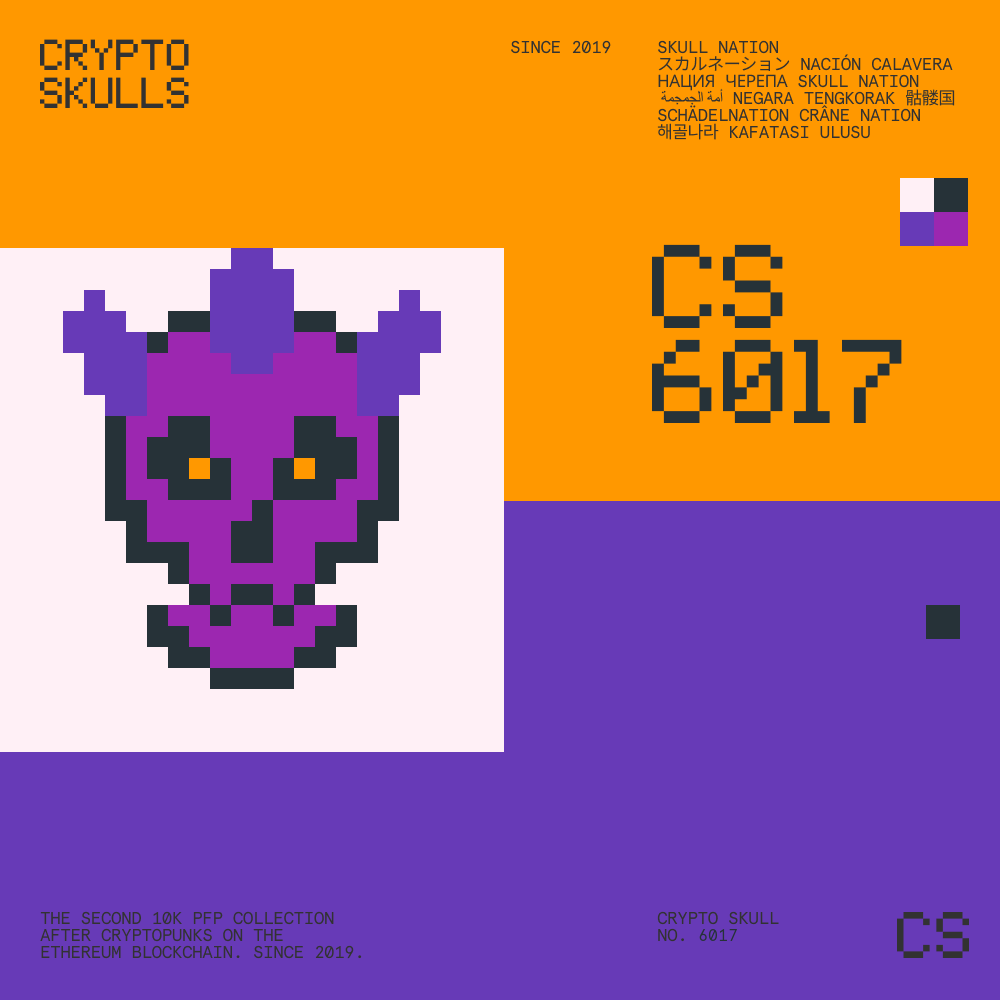 CRYPTO
SKULLS
SINCE 2019
SKULL NATION
スカルネーション NACIÓN CALAVERA
НАЦИЯ ЧЕРЕПА SKULL NATION
أمة الجمجمة NEGARA TENGKORAK 骷髅国
SCHÄDELNATION CRÂNE NATION
해골나라 KAFATASI ULUSU
CS
6017
THE SECOND 10K PFP COLLECTION
AFTER CRYPTOPUNKS ON THE
ETHEREUM BLOCKCHAIN. SINCE 2019.
CRYPTO SKULL
NO. 6017
CS